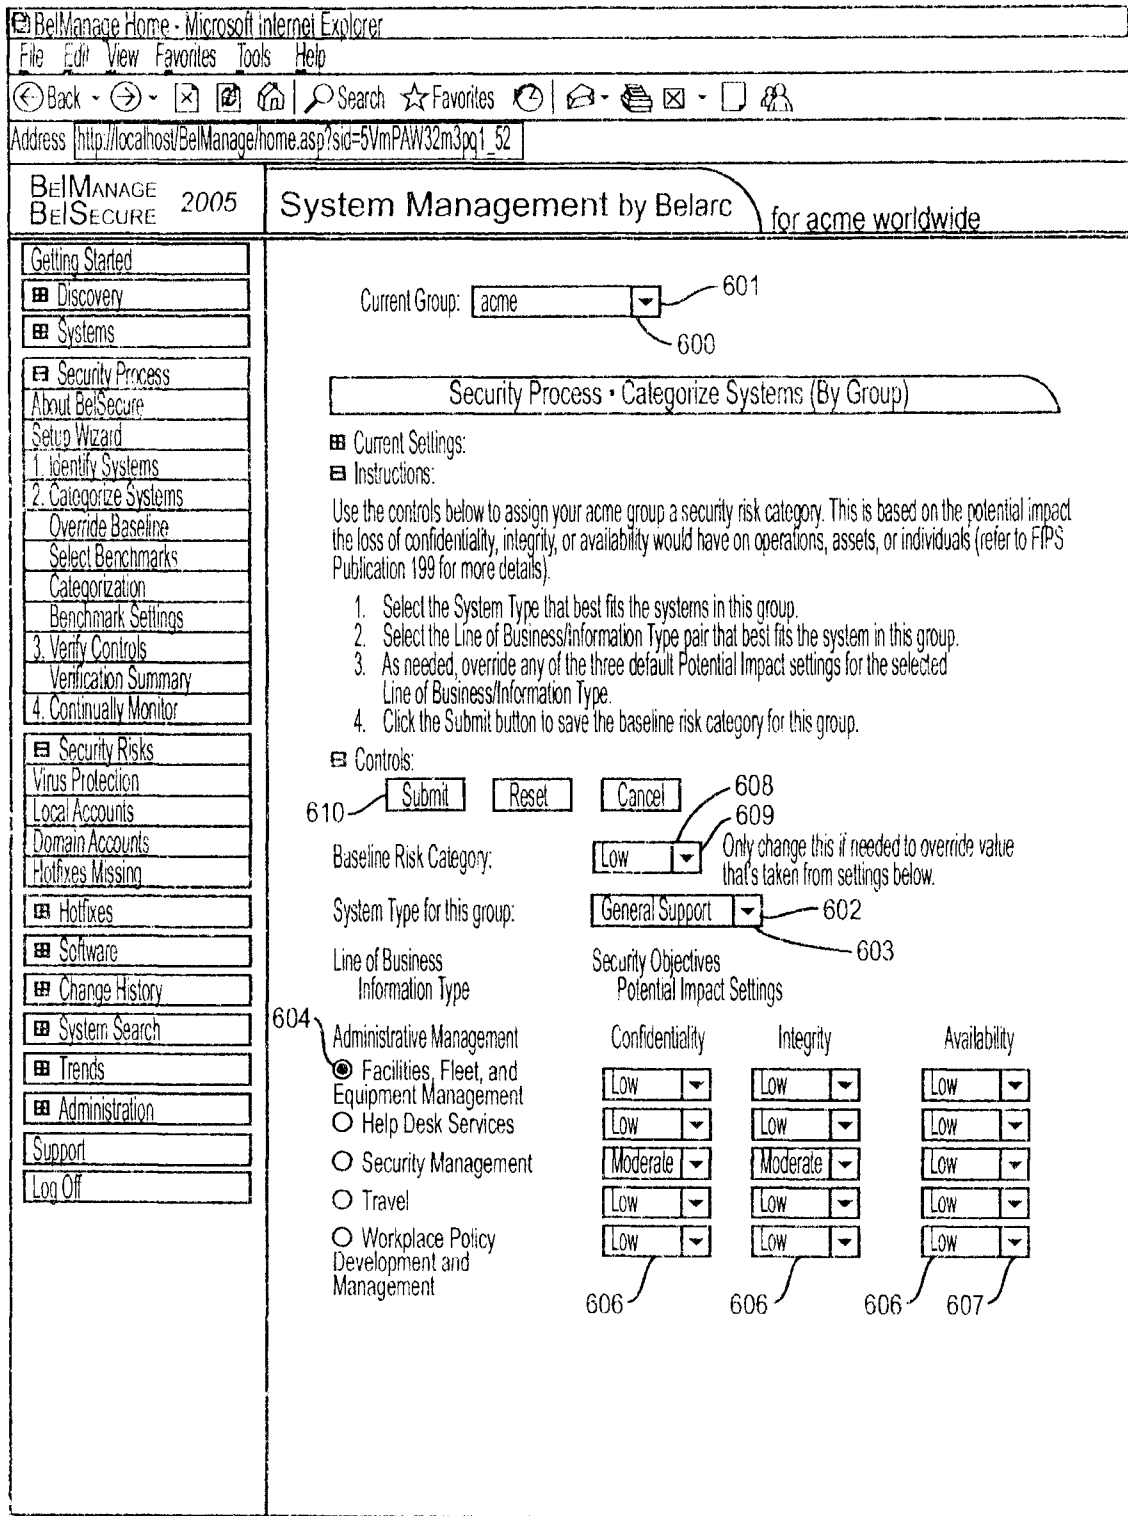 BelManage Home - Microsoft Internet Explorer
File Edit View Favorites Tools Help
Back Search Favorites
Address http://localhost/BelManage/home.asp?sid=5VmPAW32m3pq1_52
BELMANAGE
BELSECURE 2005
System Management by Belarc
for acme worldwide
Getting Started
Discovery
Systems
Security Process
About BelSecure
Setup Wizard
1. Identify Systems
2. Categorize Systems
Override Baseline
Select Benchmarks
Categorization
Benchmark Settings
3. Verify Controls
Verification Summary
4. Continually Monitor
Security Risks
Virus Protection
Local Accounts
Domain Accounts
Hotfixes Missing
Hotfixes
Software
Change History
System Search
Trends
Administration
Support
Log Off
Current Group: acme
601
600
Security Process • Categorize Systems (By Group)
Current Settings:
Instructions:
Use the controls below to assign your acme group a security risk category. This is based on the potential impact
the loss of confidentiality, integrity, or availability would have on operations, assets, or individuals (refer to FIPS
Publication 199 for more details).
1. Select the System Type that best fits the systems in this group.
2. Select the Line of Business/Information Type pair that best fits the system in this group.
3. As needed, override any of the three default Potential Impact settings for the selected
Line of Business/Information Type.
4. Click the Submit button to save the baseline risk category for this group.
Controls:
610 Submit Reset Cancel
608
609
Baseline Risk Category: Low Only change this if needed to override value
that's taken from settings below.
System Type for this group: General Support 602
603
Line of Business Security Objectives
Information Type Potential Impact Settings
604
Administrative Management Confidentiality Integrity Availability
Facilities, Fleet, and
Equipment Management Low Low Low
Help Desk Services Low Low Low
Security Management Moderate Moderate Low
Travel Low Low Low
Workplace Policy Low Low Low
Development and
Management
606 606 606 607